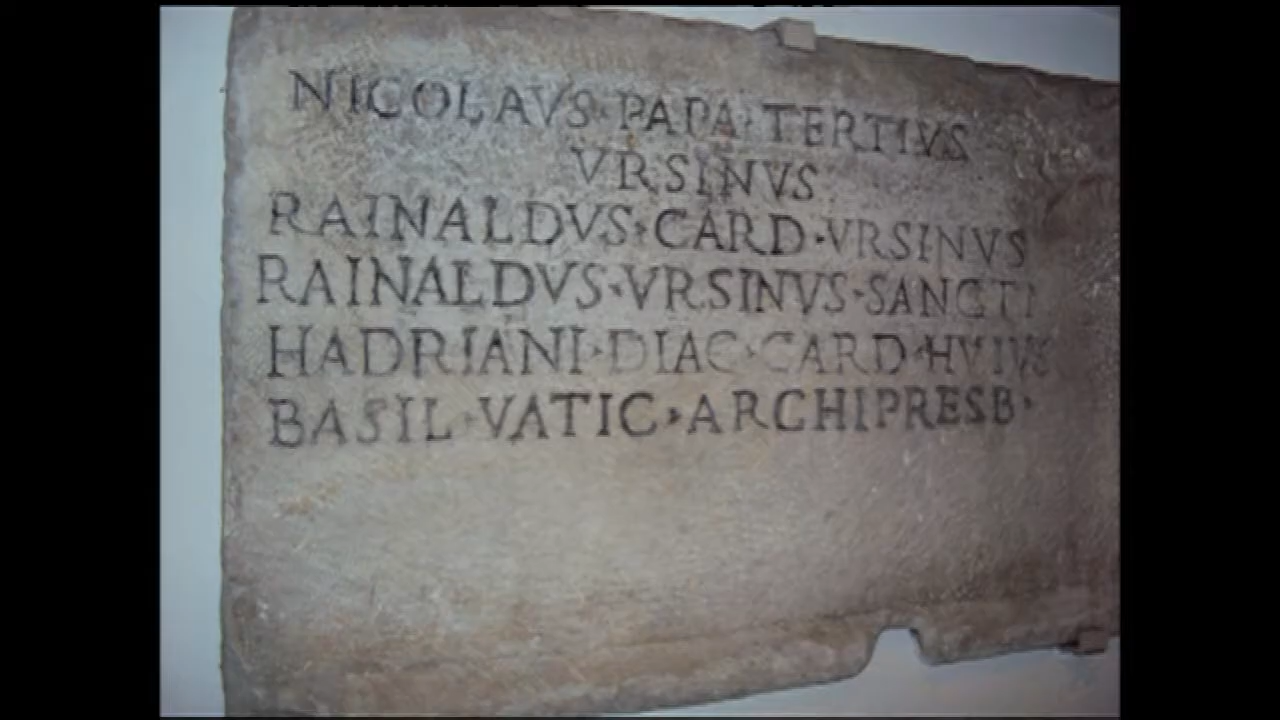 NICOLAVS·PAPA·TERTIVS
VRSINVS
RAINALDVS·CARD·VRSINVS
RAINALDVS·VRSINVS·SANCTI
HADRIANI·DIAC·CARD·HVIVS
BASIL·VATIC·ARCHIPRESB·